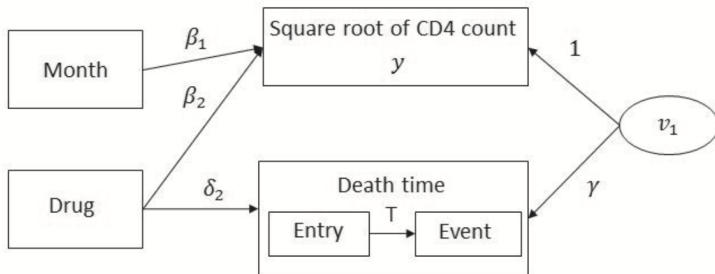 Month
Drug
β₁
β₂
δ₂
Square root of CD4 count
y
Death time
Entry
T
Event
1
γ
v₁